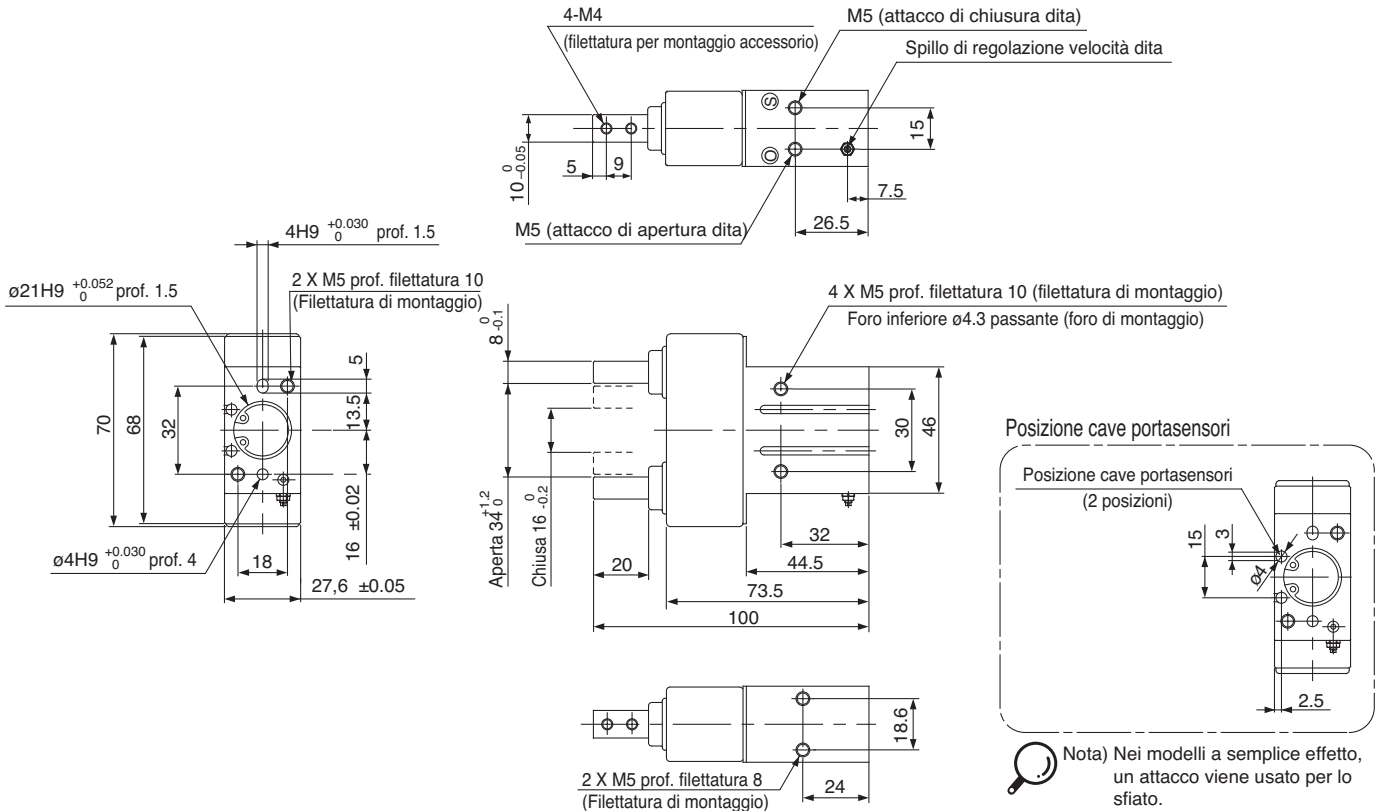 4-M4
(filettatura per montaggio accessorio)
M5 (attacco di chiusura dita)
Spillo di regolazione velocità dita
S
O
15
10 0 -0.05
5
9
7.5
26.5
M5 (attacco di apertura dita)
4H9 +0.030 0 prof. 1.5
ø21H9 +0.052 0 prof. 1.5
2 X M5 prof. filettatura 10
(Filettatura di montaggio)
5
13.5
70
68
32
16 ±0.02
ø4H9 +0.030 0 prof. 4
18
27,6 ±0.05
4 X M5 prof. filettatura 10 (filettatura di montaggio)
Foro inferiore ø4.3 passante (foro di montaggio)
8 0 -0.1
Aperta 34 +1.2 0
Chiusa 16 0 -0.2
30
46
20
32
44.5
73.5
100
Posizione cave portasensori
Posizione cave portasensori
(2 posizioni)
15
3
ø4
2.5
18.6
24
2 X M5 prof. filettatura 8
(Filettatura di montaggio)
Nota) Nei modelli a semplice effetto,
un attacco viene usato per lo
sfiato.